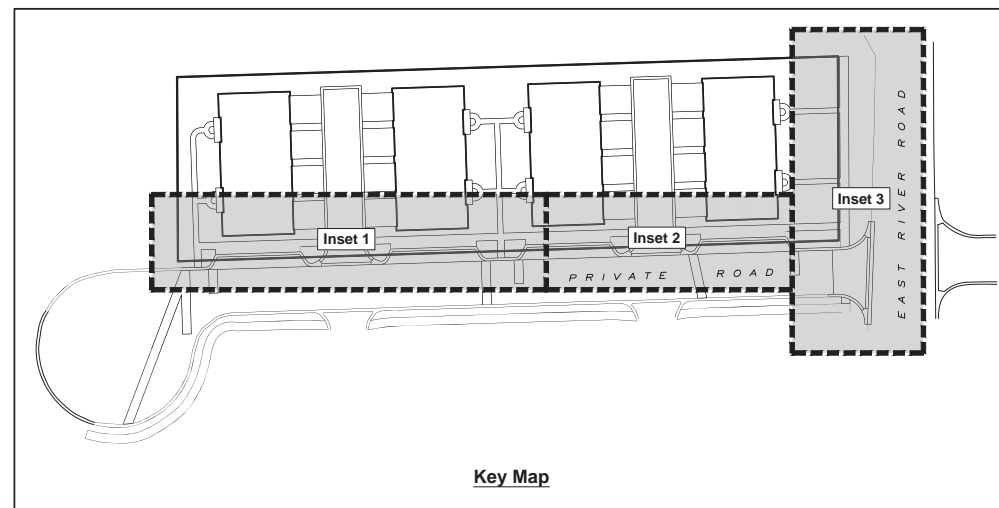 EAST RIVER ROAD
Inset 3
Inset 1
Inset 2
PRIVATE ROAD
Key Map